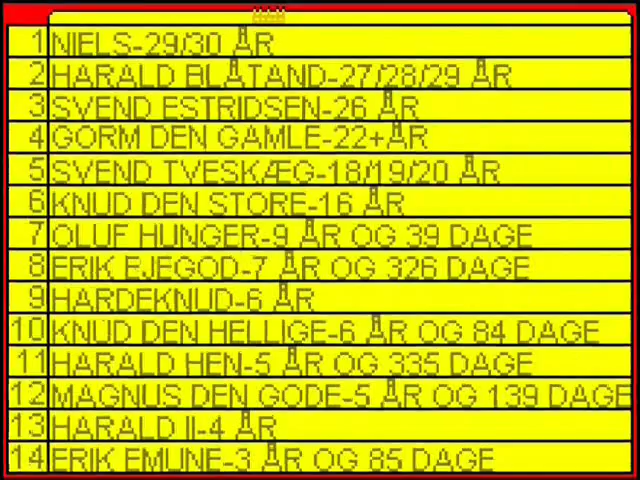 1 NIELS-29/30 ÅR
2 HARALD BLÅTAND-27/28/29 ÅR
3 SVEND ESTRIDSEN-26 ÅR
4 GORM DEN GAMLE-22+ÅR
5 SVEND TVESKÆG-18/19/20 ÅR
6 KNUD DEN STORE-16 ÅR
7 OLUF HUNGER-9 ÅR OG 39 DAGE
8 ERIK EJEGOD-7 ÅR OG 326 DAGE
9 HARDEKNUD-6 ÅR
10 KNUD DEN HELLIGE-6 ÅR OG 84 DAGE
11 HARALD HEN-5 ÅR OG 335 DAGE
12 MAGNUS DEN GODE-5 ÅR OG 139 DAGE
13 HARALD II-4 ÅR
14 ERIK EMUNE-3 ÅR OG 85 DAGE